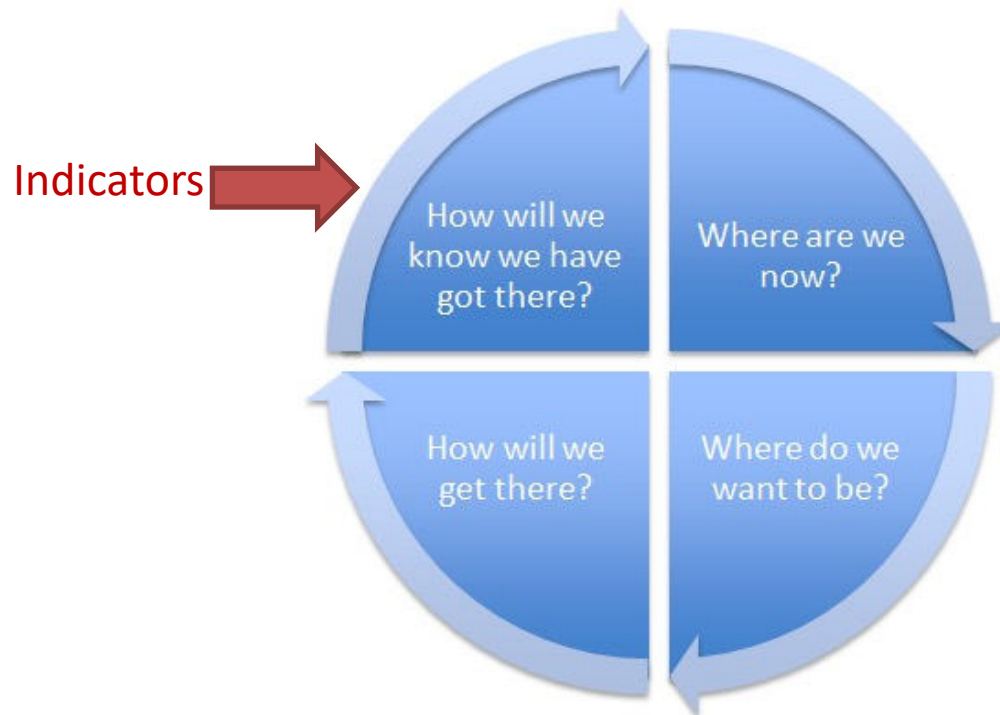 Indicators
How will we
know we have
got there?
Where are we
now?
How will we
get there?
Where do we
want to be?